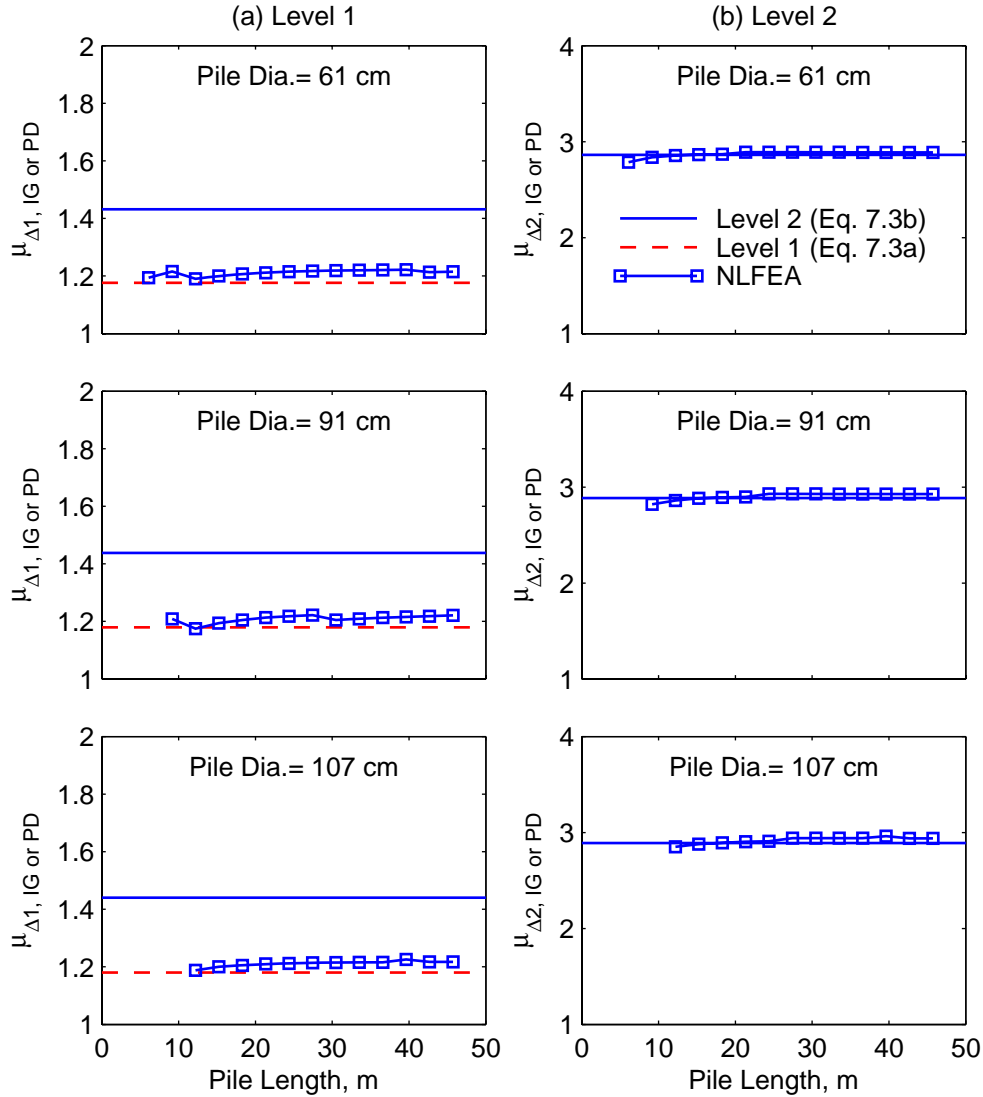 (a) Level 1
(b) Level 2
2
1.8
1.6
1.4
1.2
1
μΔ1, IG or PD
Pile Dia.= 61 cm
4
3
2
1
μΔ2, IG or PD
Pile Dia.= 61 cm
Level 2 (Eq. 7.3b)
Level 1 (Eq. 7.3a)
NLFEA
2
1.8
1.6
1.4
1.2
1
μΔ1, IG or PD
Pile Dia.= 91 cm
4
3
2
1
μΔ2, IG or PD
Pile Dia.= 91 cm
2
1.8
1.6
1.4
1.2
1
μΔ1, IG or PD
Pile Dia.= 107 cm
0 10 20 30 40 50
Pile Length, m
4
3
2
1
μΔ2, IG or PD
Pile Dia.= 107 cm
0 10 20 30 40 50
Pile Length, m